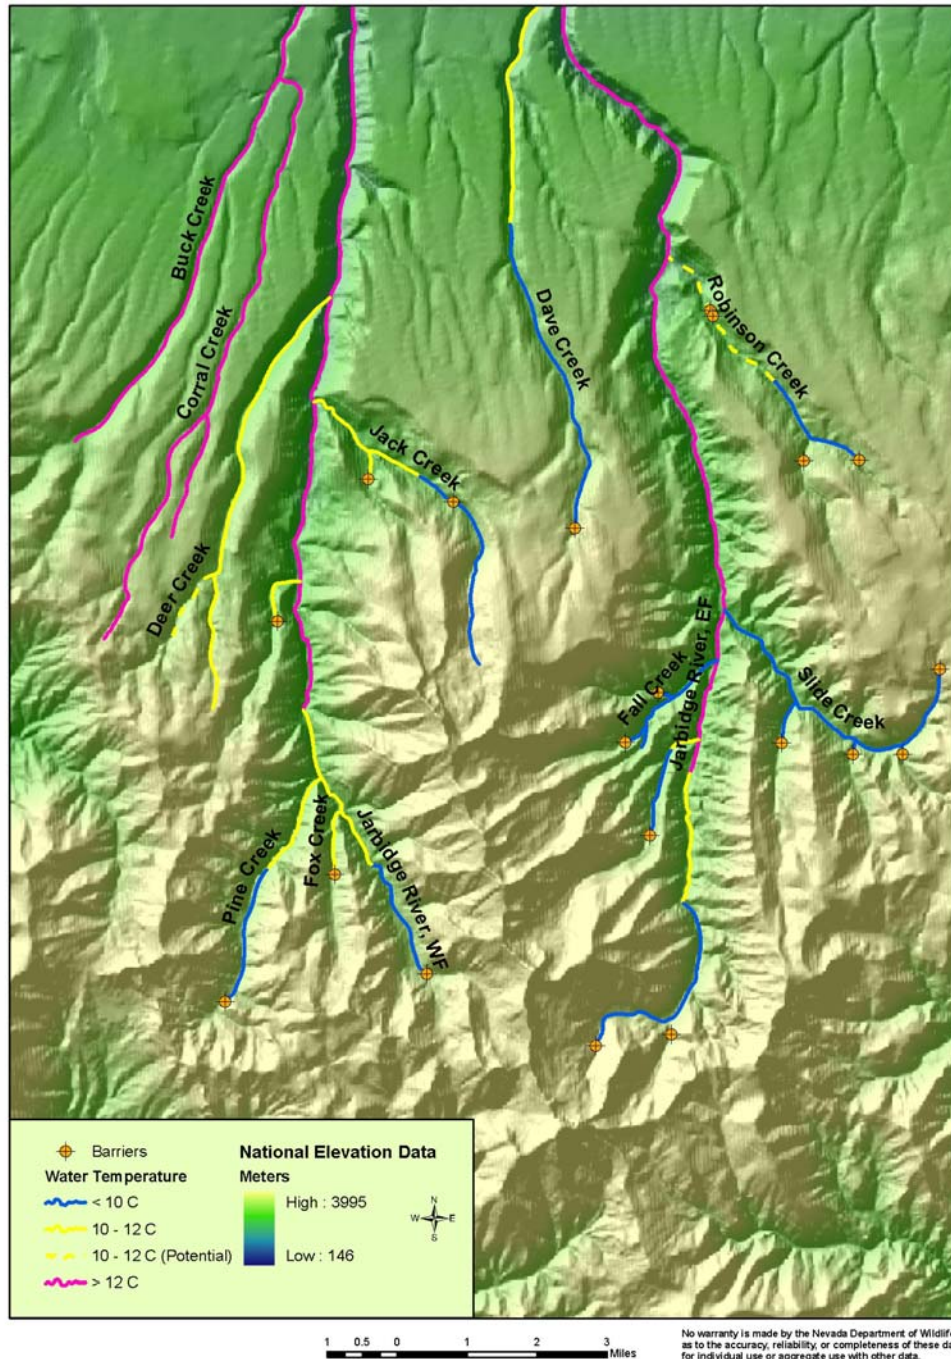 Buck Creek
Corral Creek
Dave Creek
Robinson Creek
Jack Creek
Deer Creek
Jarbidge River, EF
Fall Creek
Slide Creek
Pine Creek
Fox Creek
Jarbidge River, WF
Barriers
Water Temperature
< 10 C
10 - 12 C
10 - 12 C (Potential)
> 12 C
National Elevation Data
Meters
High : 3995
Low : 146
N
W E
S
1 0.5 0 1 2 3
Miles
No warranty is made by the Nevada Department of Wildlif
as to the accuracy, reliability, or completeness of these da
for individual use or aggregate use with other data.